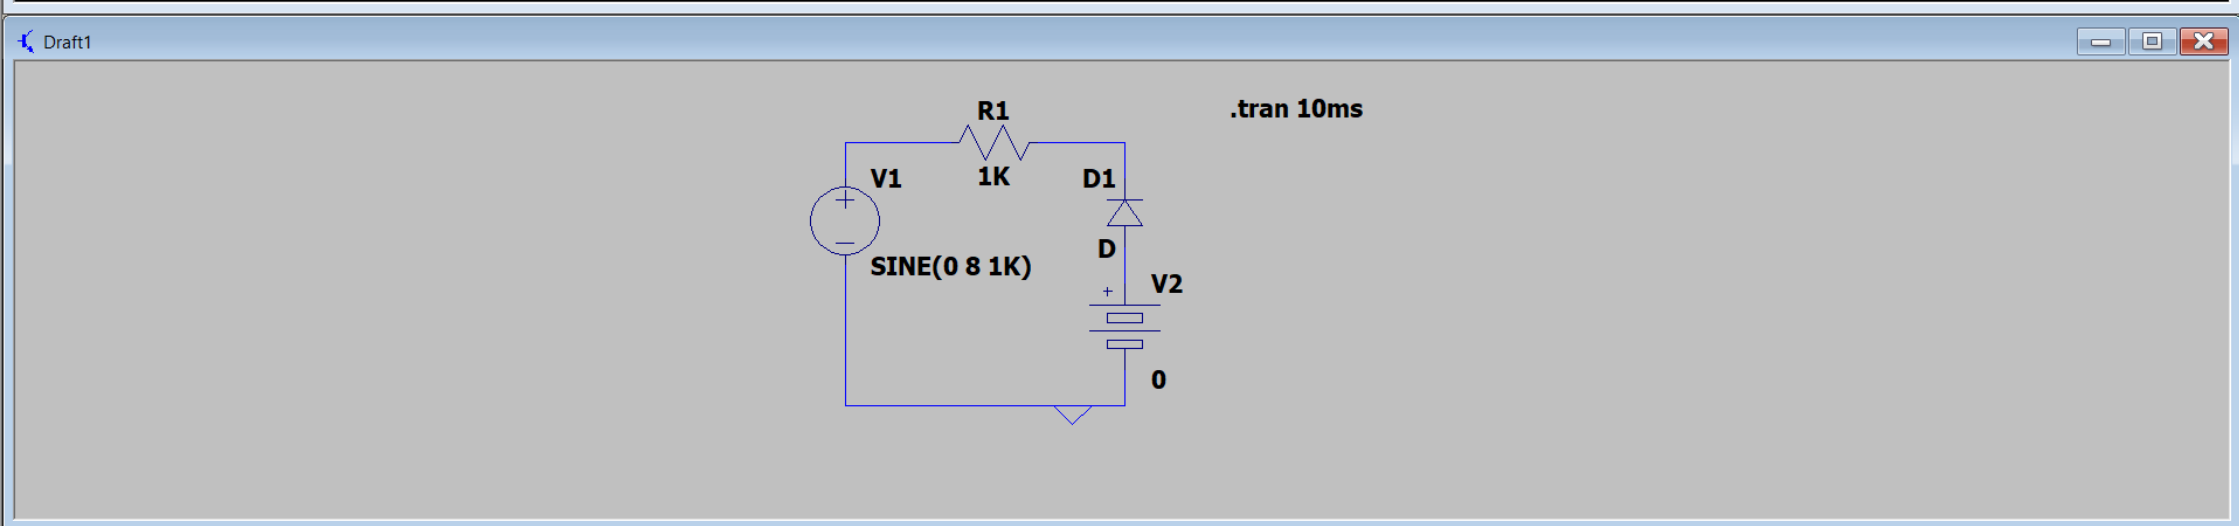 Draft1
.tran 10ms
R1
1K
V1
SINE(0 8 1K)
D1
D
V2
+
0